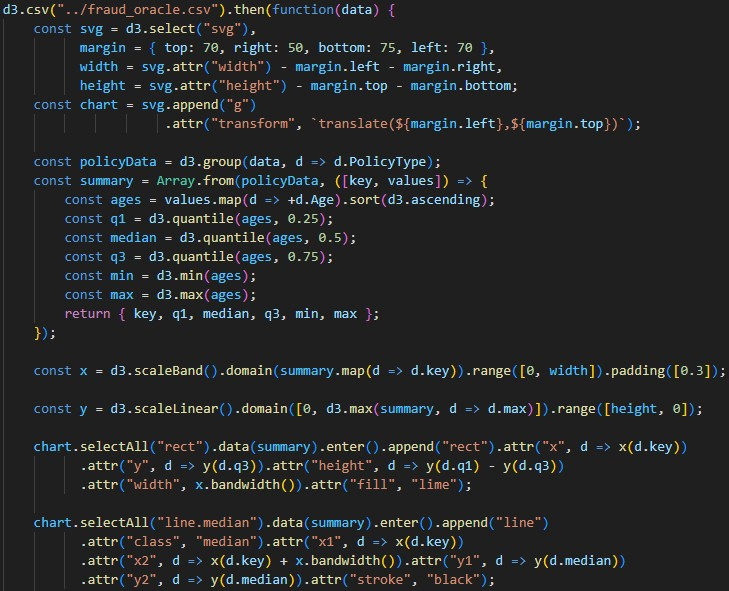 d3.csv("../fraud_oracle.csv").then(function(data) {
    const svg = d3.select("svg"),
          margin = { top: 70, right: 50, bottom: 75, left: 70 },
          width = svg.attr("width") - margin.left - margin.right,
          height = svg.attr("height") - margin.top - margin.bottom;
    const chart = svg.append("g")
                     .attr("transform", `translate(${margin.left},${margin.top})`);
    const policyData = d3.group(data, d => d.PolicyType);
    const summary = Array.from(policyData, ([key, values]) => {
        const ages = values.map(d => +d.Age).sort(d3.ascending);
        const q1 = d3.quantile(ages, 0.25);
        const median = d3.quantile(ages, 0.5);
        const q3 = d3.quantile(ages, 0.75);
        const min = d3.min(ages);
        const max = d3.max(ages);
        return { key, q1, median, q3, min, max };
    });
    const x = d3.scaleBand().domain(summary.map(d => d.key)).range([0, width]).padding([0.3]);
    const y = d3.scaleLinear().domain([0, d3.max(summary, d => d.max)]).range([height, 0]);
    chart.selectAll("rect").data(summary).enter().append("rect").attr("x", d => x(d.key))
          .attr("y", d => y(d.q3)).attr("height", d => y(d.q1) - y(d.q3))
          .attr("width", x.bandwidth()).attr("fill", "lime");
    chart.selectAll("line.median").data(summary).enter().append("line")
          .attr("class", "median").attr("x1", d => x(d.key))
          .attr("x2", d => x(d.key) + x.bandwidth()).attr("y1", d => y(d.median))
          .attr("y2", d => y(d.median)).attr("stroke", "black");